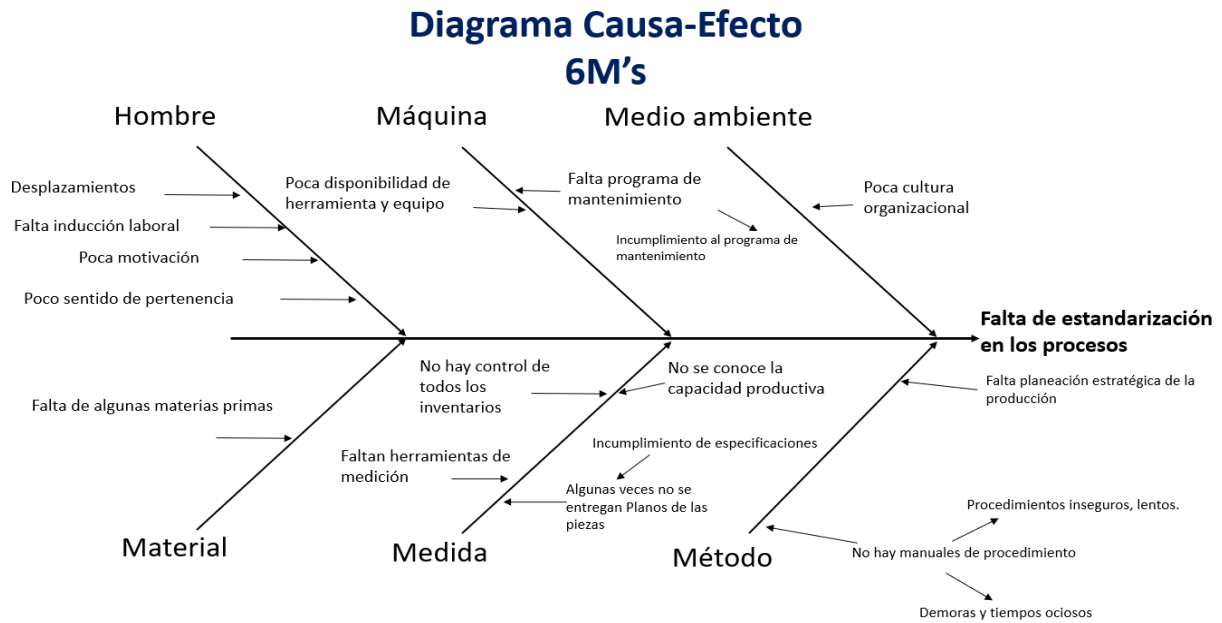 Diagrama Causa-Efecto
6M's
Hombre
Máquina
Medio ambiente
Desplazamientos
Falta inducción laboral
Poca motivación
Poco sentido de pertenencia
Poca disponibilidad de
herramienta y equipo
Falta programa de
mantenimiento
Incumplimiento al programa de
mantenimiento
Poca cultura
organizacional
Falta de estandarización
en los procesos
Falta de algunas materias primas
No hay control de
todos los
inventarios
No se conoce la
capacidad productiva
Faltan herramientas de
medición
Incumplimiento de especificaciones
Algunas veces no se
entregan Planos de las
piezas
Falta planeación estratégica de la
producción
Procedimientos inseguros, lentos.
No hay manuales de procedimiento
Demoras y tiempos ociosos
Material
Medida
Método